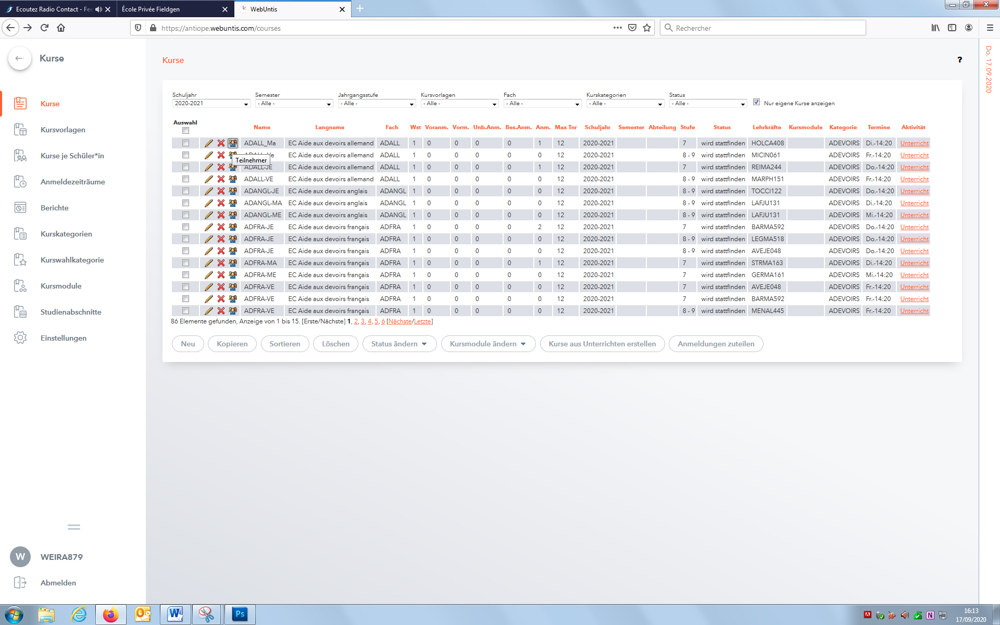 Ecoutez Radio Contact - Fee
École Privée Fieldgen
WebUntis
https://antiope.webuntis.com/courses
Rechercher
Kurse
Kurse
?
Do. 17.09.2020
Kurse
Kursvorlagen
Kurse je Schüler*in
Anmeldezeiträume
Berichte
Kurskategorien
Kurswahlkategorie
Kursmodule
Studienabschnitte
Einstellungen
W WEIRA879
Abmelden
Schuljahr Semester Jahrgangsstufe Kursvorlagen Fach Kurskategorien Status
2020-2021 - Alle - - Alle - - Alle - - Alle - - Alle - - Alle - Nur eigene Kurse anzeigen
Auswahl Name Langname Fach Wst Voranm. Vorm. Unb.Anm. Bes.Anm. Anm. Max Tnr Schuljahr Semester Abteilung Stufe Status Lehrkräfte Kursmodule Kategorie Termine Aktivität
ADALL_Ma EC Aide aux devoirs allemand ADALL 1 0 0 0 0 1 12 2020-2021 7 wird stattfinden HOLCA408 ADEVOIRS Di.-14:20 Unterricht
EC Aide aux devoirs allemand ADALL 1 0 0 0 0 0 12 2020-2021 8 - 9 wird stattfinden MICIN061 ADEVOIRS Fr.-14:20 Unterricht
Teilnehmer
ADALL-JE EC Aide aux devoirs allemand ADALL 1 0 0 0 0 1 12 2020-2021 7 wird stattfinden REIMA244 ADEVOIRS Do.-14:20 Unterricht
ADALL-VE EC Aide aux devoirs allemand ADALL 1 0 0 0 0 0 12 2020-2021 8 - 9 wird stattfinden MARPH151 ADEVOIRS Fr.-14:20 Unterricht
ADANGL-JE EC Aide aux devoirs anglais ADANGL 1 0 0 0 0 0 12 2020-2021 8 - 9 wird stattfinden TOCCI122 ADEVOIRS Do.-14:20 Unterricht
ADANGL-MA EC Aide aux devoirs anglais ADANGL 1 0 0 0 0 0 12 2020-2021 8 - 9 wird stattfinden LAFJU131 ADEVOIRS Di.-14:20 Unterricht
ADANGL-ME EC Aide aux devoirs anglais ADANGL 1 0 0 0 0 0 12 2020-2021 8 - 9 wird stattfinden LAFJU131 ADEVOIRS Mi.-14:20 Unterricht
ADFRA-JE EC Aide aux devoirs français ADFRA 1 0 0 0 0 2 12 2020-2021 7 wird stattfinden BARMA592 ADEVOIRS Do.-14:20 Unterricht
ADFRA-JE EC Aide aux devoirs français ADFRA 1 0 0 0 0 0 12 2020-2021 8 - 9 wird stattfinden LEGMA518 ADEVOIRS Do.-14:20 Unterricht
ADFRA-JE EC Aide aux devoirs français ADFRA 1 0 0 0 0 0 12 2020-2021 8 - 9 wird stattfinden AVEJE048 ADEVOIRS Do.-14:20 Unterricht
ADFRA-MA EC Aide aux devoirs français ADFRA 1 0 0 0 0 1 12 2020-2021 7 wird stattfinden STRMA163 ADEVOIRS Di.-14:20 Unterricht
ADFRA-ME EC Aide aux devoirs français ADFRA 1 0 0 0 0 0 12 2020-2021 7 wird stattfinden GERMA161 ADEVOIRS Mi.-14:20 Unterricht
ADFRA-VE EC Aide aux devoirs français ADFRA 1 0 0 0 0 0 12 2020-2021 7 wird stattfinden AVEJE048 ADEVOIRS Fr.-14:20 Unterricht
ADFRA-VE EC Aide aux devoirs français ADFRA 1 0 0 0 0 0 12 2020-2021 7 wird stattfinden BARMA592 ADEVOIRS Fr.-14:20 Unterricht
ADFRA-VE EC Aide aux devoirs français ADFRA 1 0 0 0 0 0 12 2020-2021 8 - 9 wird stattfinden MENAL445 ADEVOIRS Fr.-14:20 Unterricht
86 Elemente gefunden, Anzeige von 1 bis 15. [Erste/Nächste] 1, 2, 3, 4, 5, 6 [Nächste/Letzte]
Neu Kopieren Sortieren Löschen Status ändern Kursmodule ändern Kurse aus Unterrichten erstellen Anmeldungen zuteilen
16:13
17/09/2020